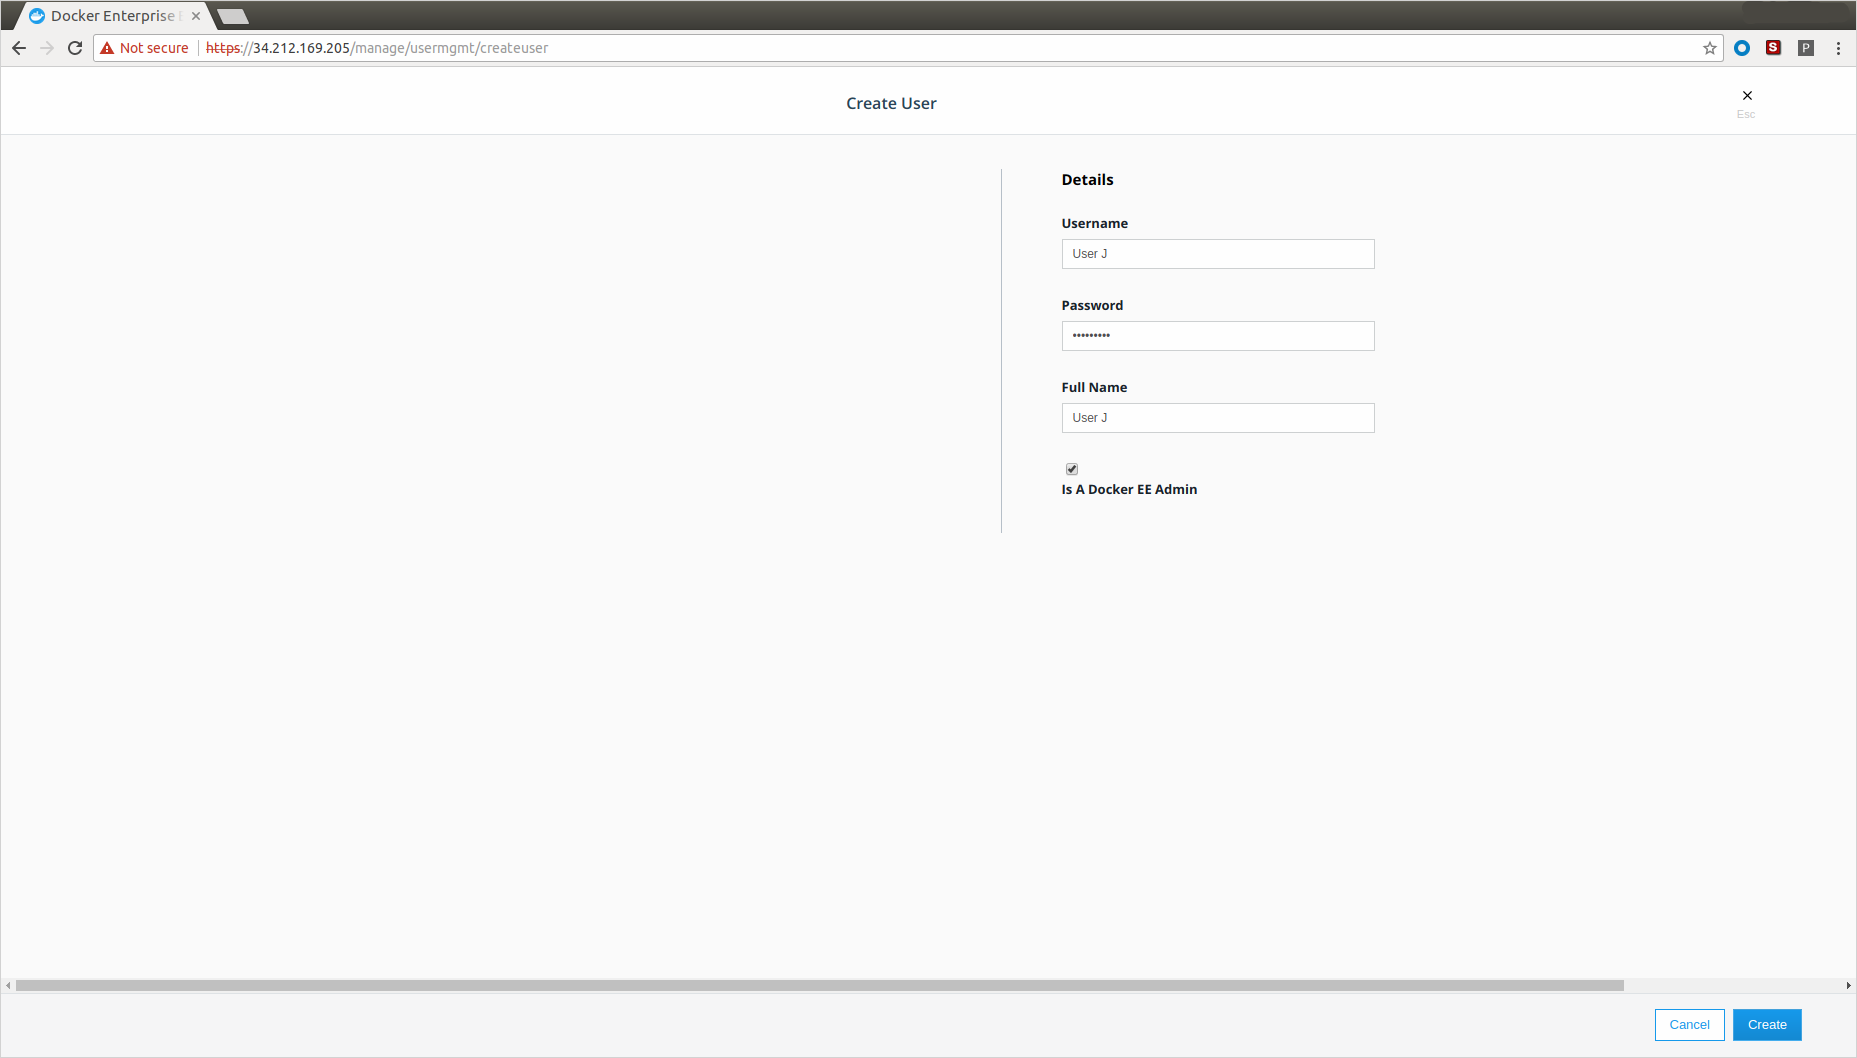 Docker Enterprise E
Not secure https://34.212.169.205/manage/usermgmt/createuser
S
P
Create User
Esc
Details
Username
User J
Password
•••••••••
Full Name
User J
Is A Docker EE Admin
Cancel Create